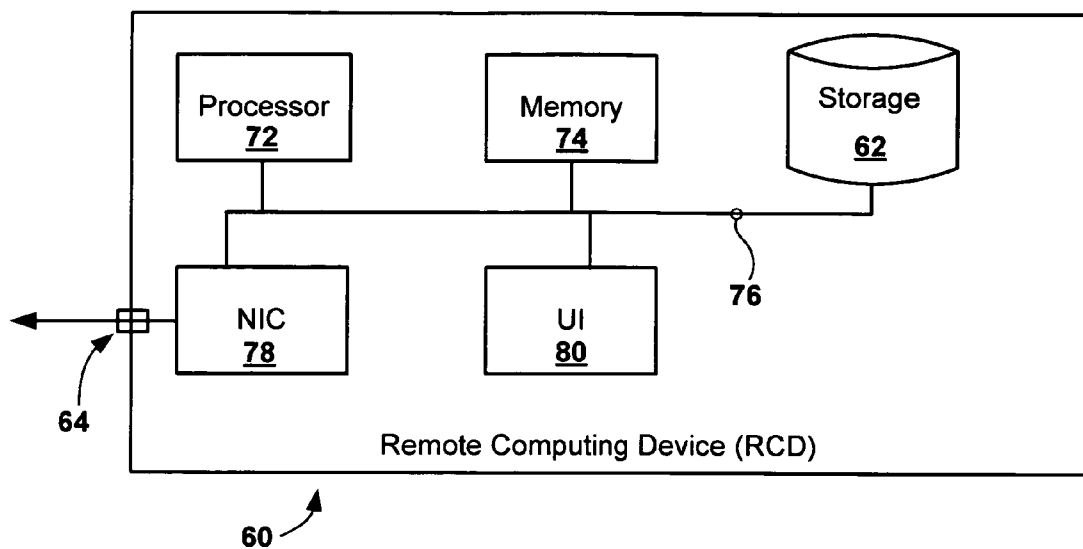 Processor
72
Memory
74
Storage
62
76
NIC
78
UI
80
64
Remote Computing Device (RCD)
60